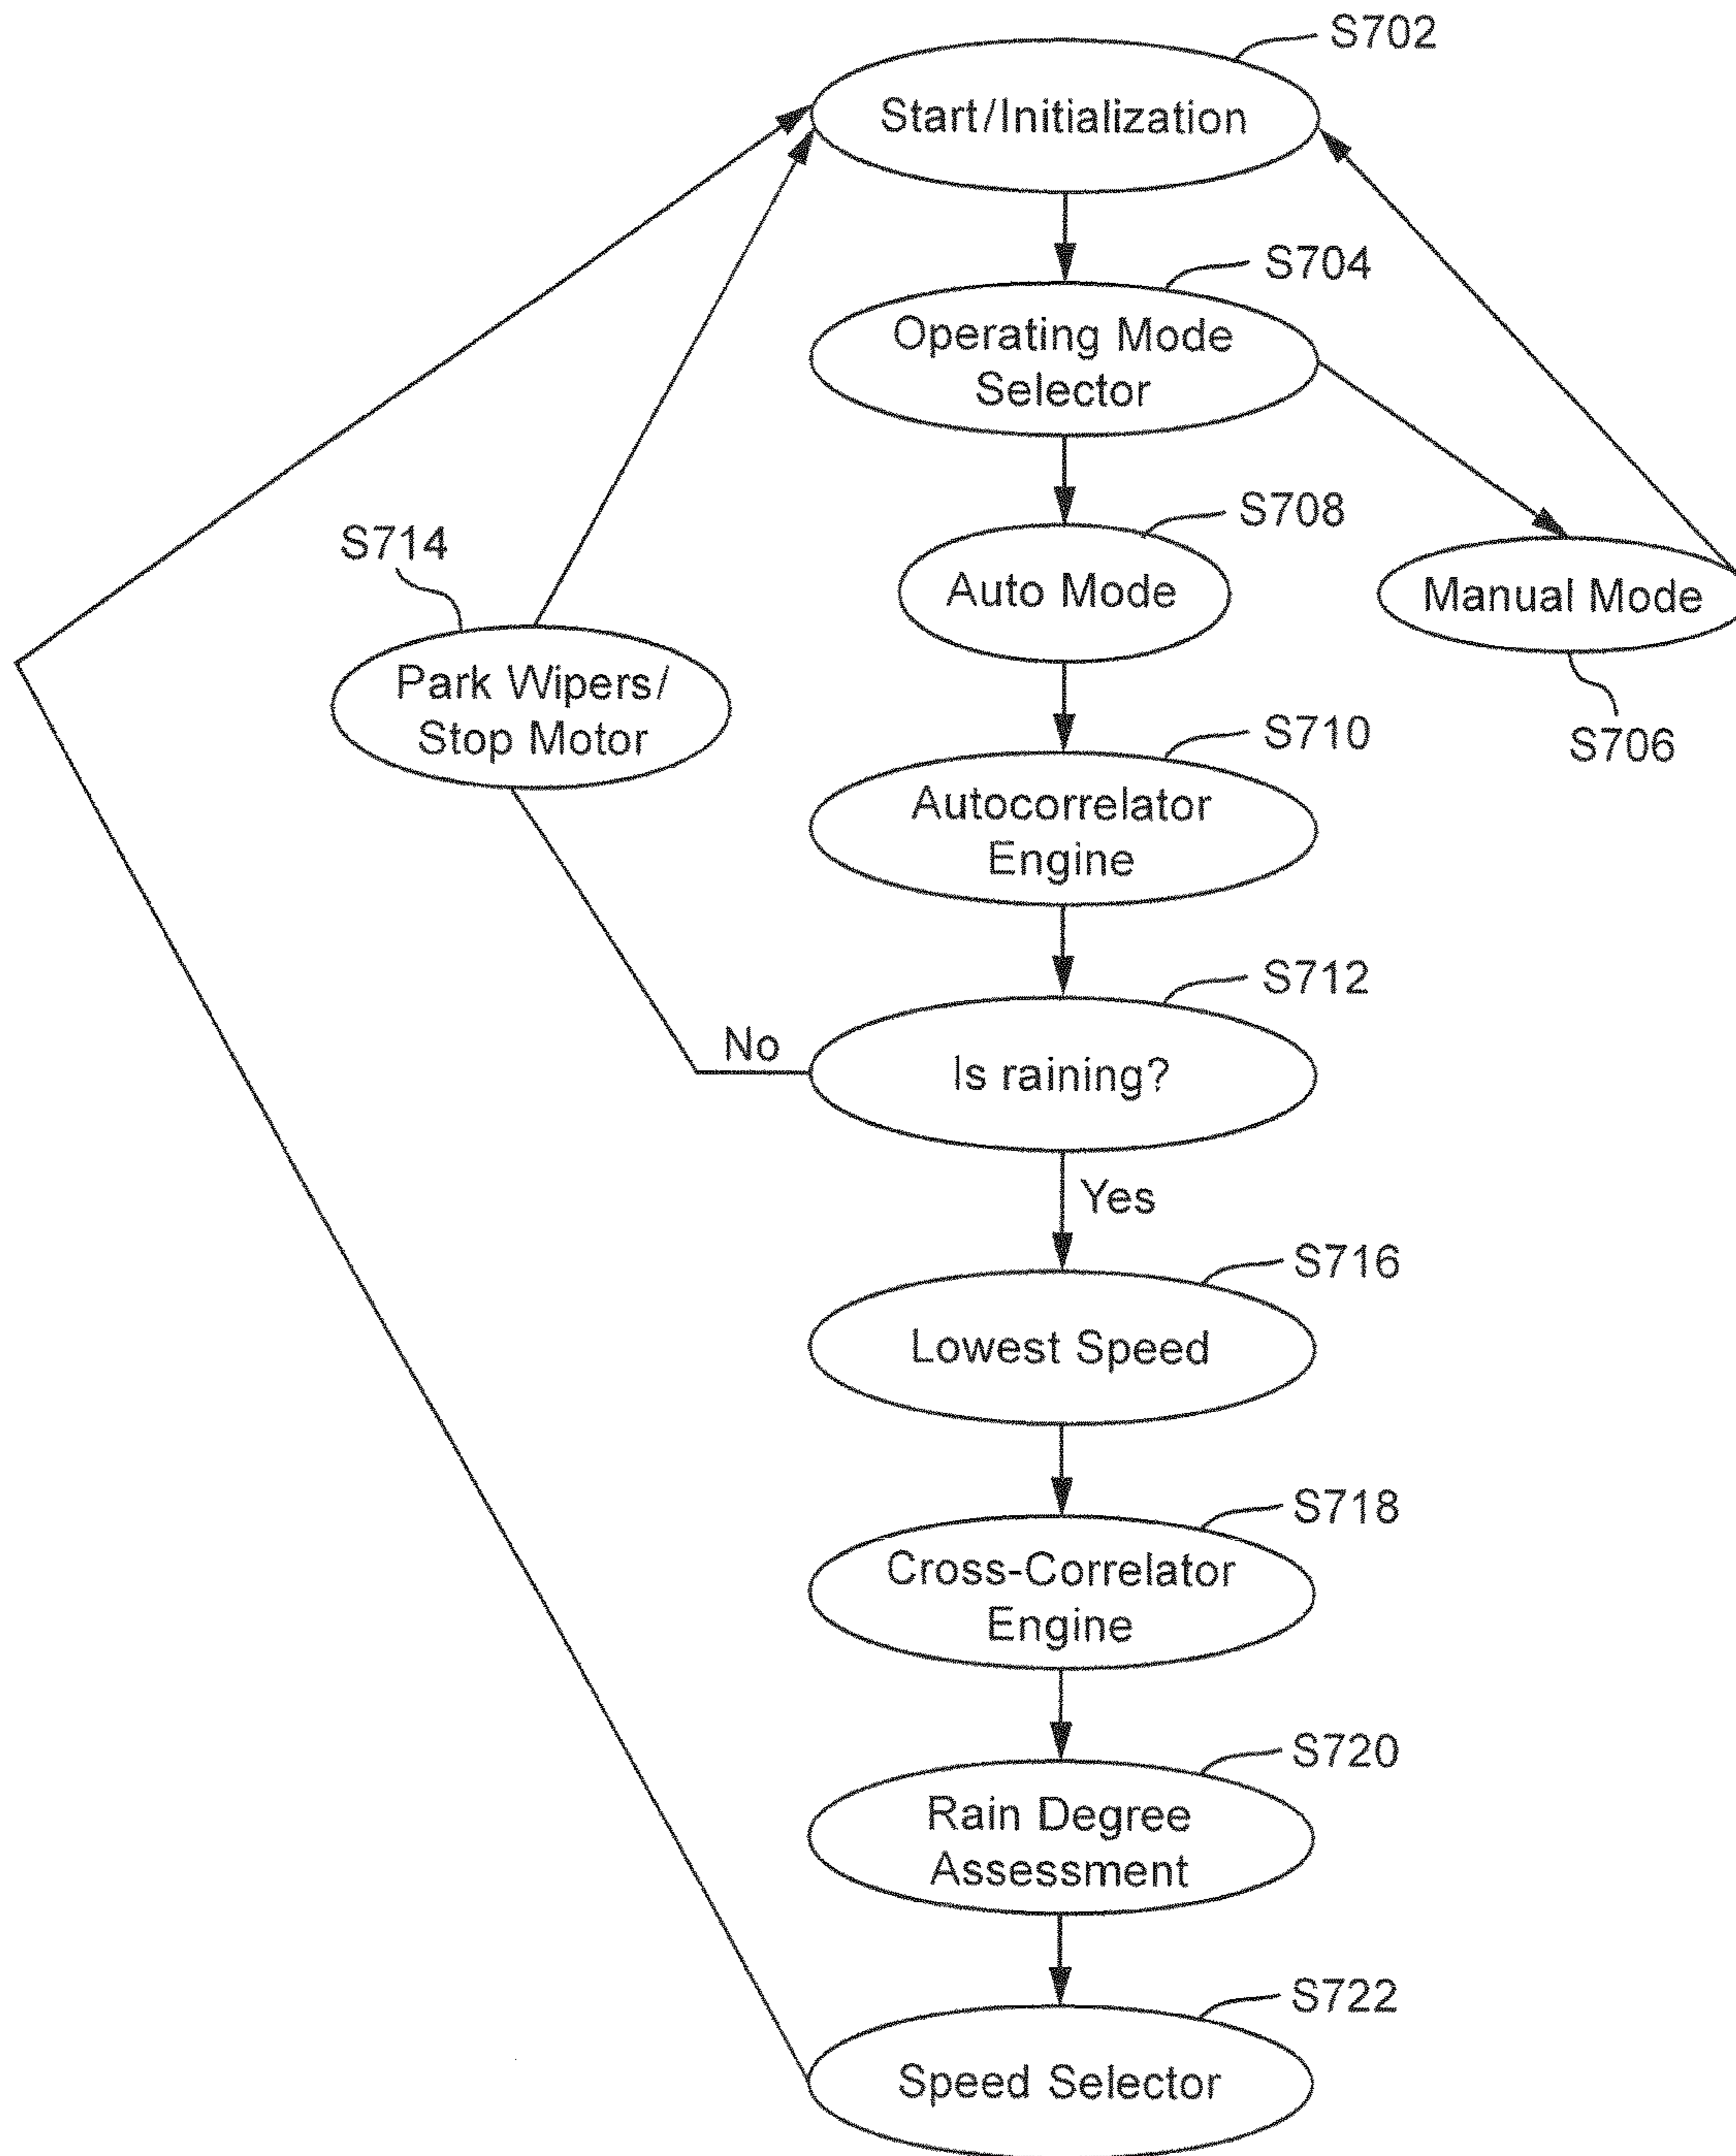 S702
Start/Initialization
S704
Operating Mode
Selector
S708
Auto Mode
Manual Mode
S706
S714
Park Wipers/
Stop Motor
S710
Autocorrelator
Engine
S712
No
Is raining?
Yes
S716
Lowest Speed
S718
Cross-Correlator
Engine
S720
Rain Degree
Assessment
S722
Speed Selector